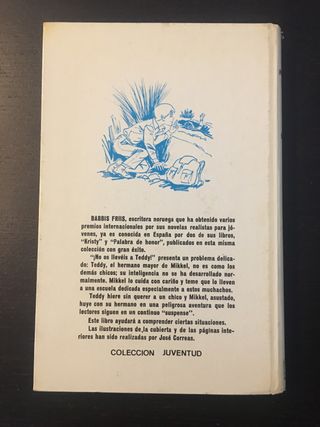 BABBIS FRIIS, escritora noruega que ha obtenido varios
premios internacionales por sus novelas realistas para jó-
venes, ya es conocida en España por dos de sus libros,
"Kristy" y "Palabra de honor", publicados en esta misma
colección con gran éxito.
"¡No os llevéis a Teddy!" presenta un problema delica-
do: Teddy, el hermano mayor de Mikkel, no es como los
demás chicos; su inteligencia no se ha desarrollado nor-
malmente. Mikkel le cuida con cariño y teme que lo lleven
a una escuela dedicada especialmente a estos muchachos.
Teddy hiere sin querer a un chico y Mikkel, asustado,
huye con su hermano en una peligrosa aventura que los
lectores siguen en un continuo "suspense".
Este libro ayudará a comprender ciertas situaciones.
Las ilustraciones de la cubierta y de las páginas inte-
riores han sido realizadas por José Correas.
COLECCION JUVENTUD